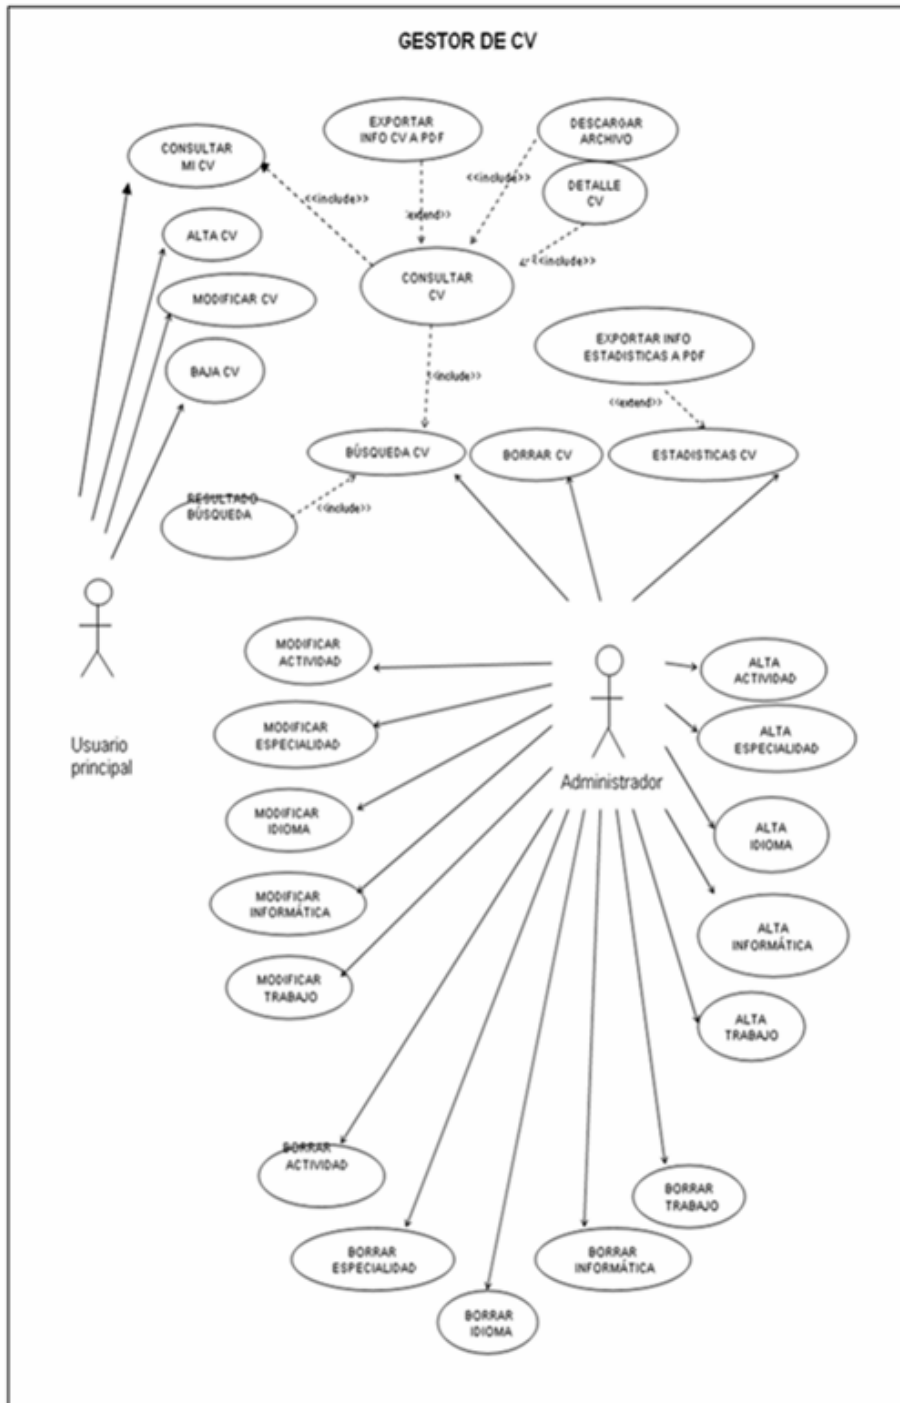 GESTOR DE CV
EXPORTAR
INFO CV A PDF
DESCARGAR
ARCHIVO
CONSULTAR
MI CV
<<include>>
<<include>>
DETALLE
CV
extend>>
ALTA CV
<<include>>
CONSULTAR
CV
MODIFICAR CV
EXPORTAR INFO
ESTADISTICAS A PDF
BAJA CV
<<include>>
<<extend>>
BÚSQUEDA CV
BORRAR CV
ESTADISTICAS CV
RESULTADO
BÚSQUEDA
<<include>>
MODIFICAR
ACTIVIDAD
ALTA
ACTIVIDAD
MODIFICAR
ESPECIALIDAD
ALTA
ESPECIALIDAD
Usuario
principal
Administrador
MODIFICAR
IDIOMA
ALTA
IDIOMA
MODIFICAR
INFORMÁTICA
ALTA
INFORMÁTICA
MODIFICAR
TRABAJO
ALTA
TRABAJO
BORRAR
ACTIVIDAD
BORRAR
TRABAJO
BORRAR
ESPECIALIDAD
BORRAR
INFORMÁTICA
BORRAR
IDIOMA